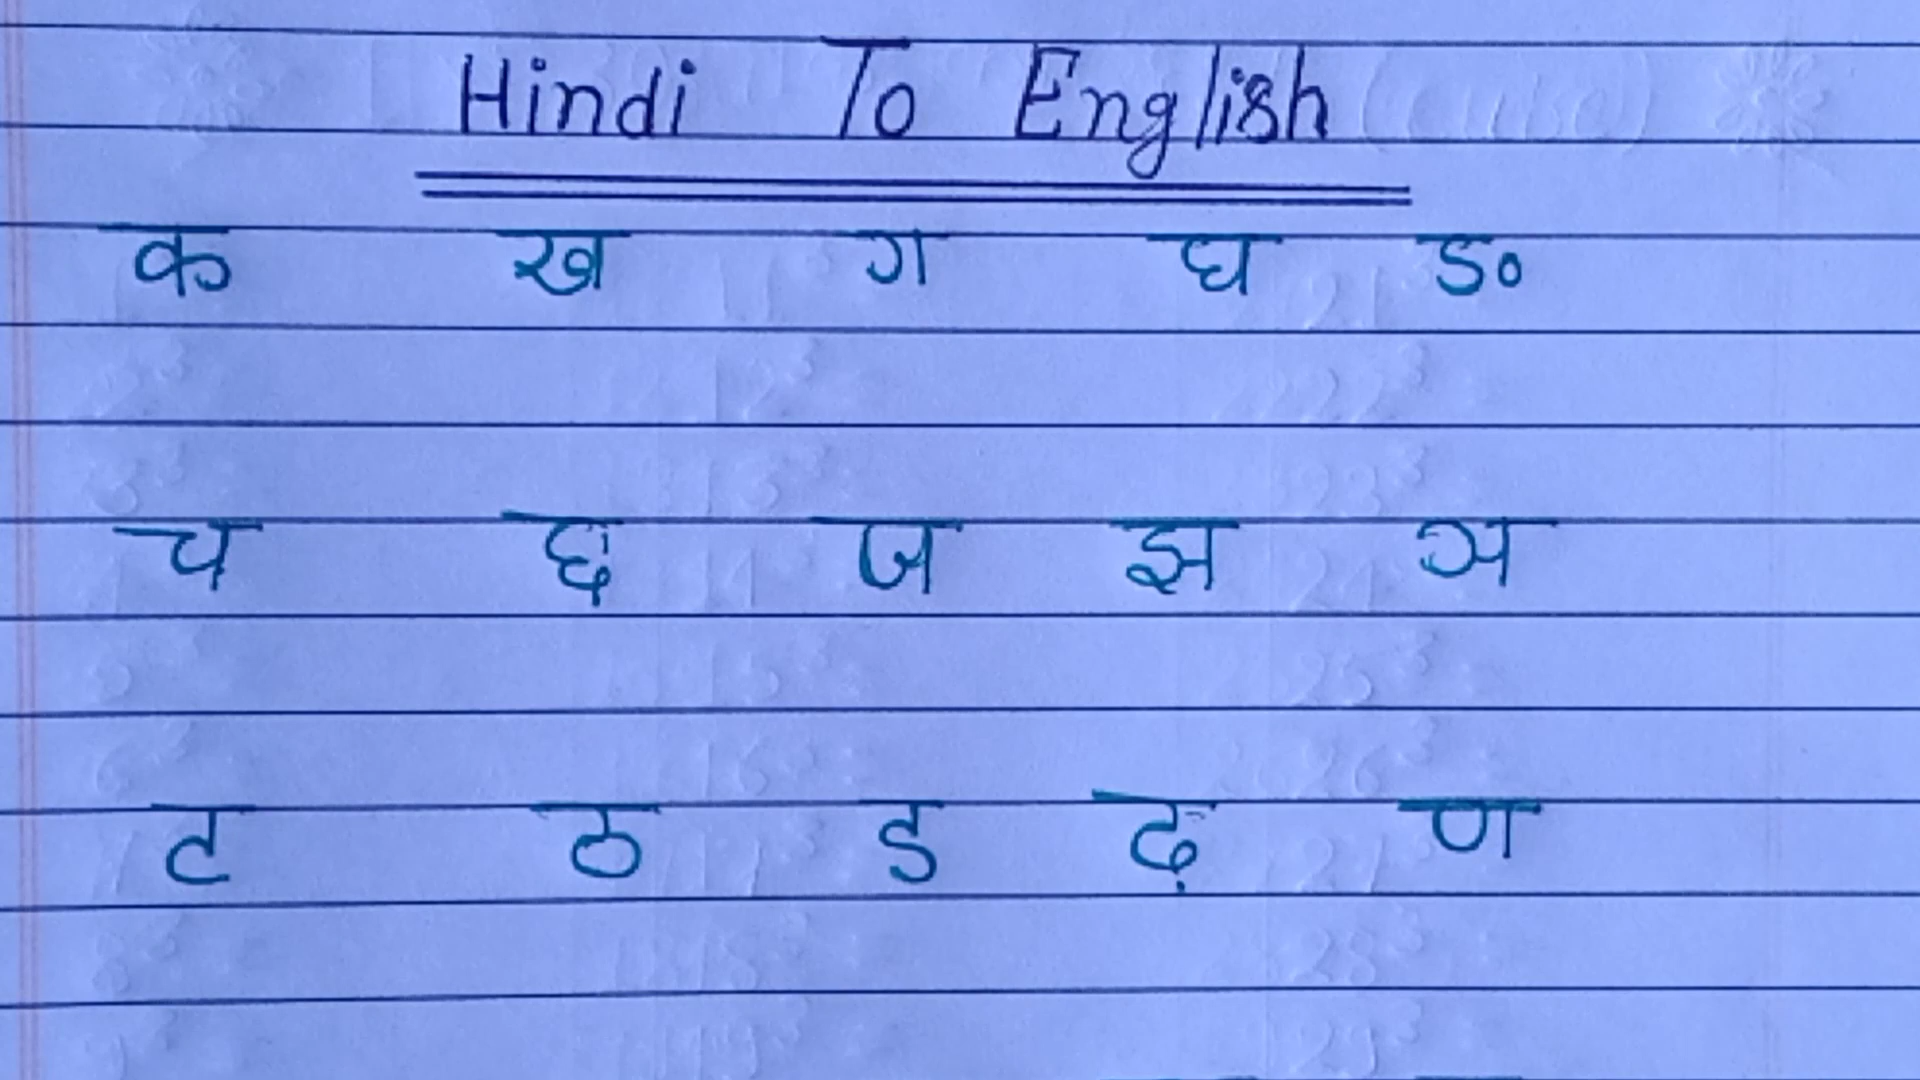 Hindi To English
क ख ग घ ङ
च छ ज झ ञ
ट ठ ड ढ़ ण